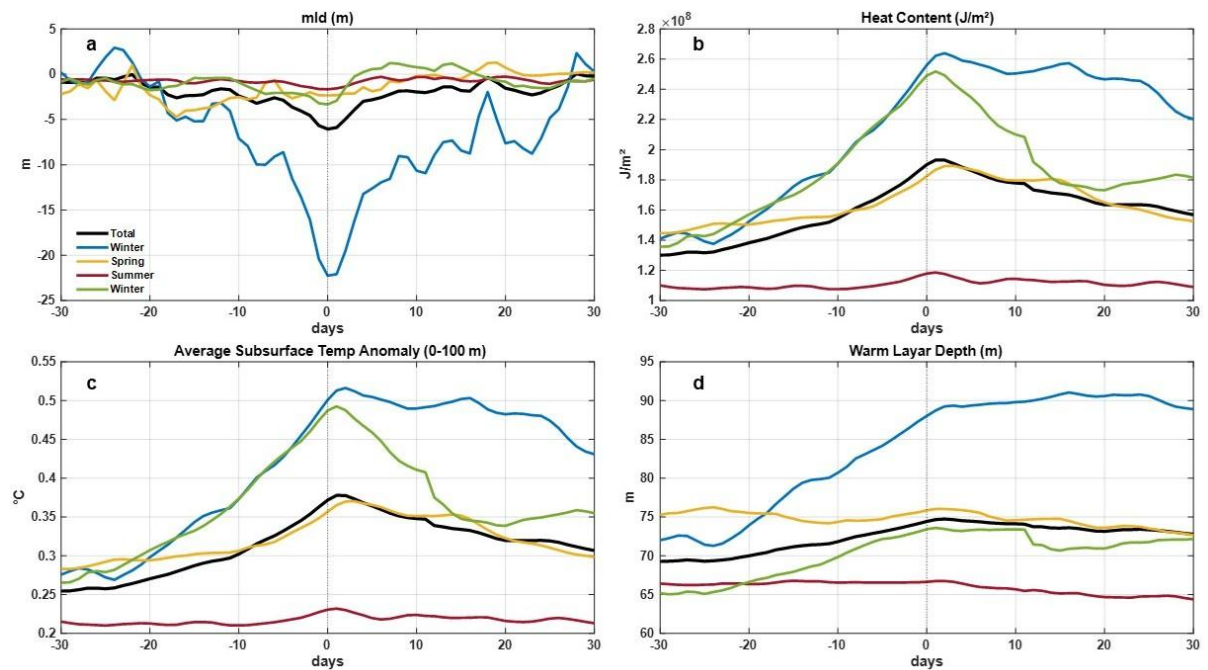 mld (m)
a
5
0
-5
-10
-15
-20
-25
m
Total
Winter
Spring
Summer
Winter
-30
-20
-10
0
10
20
30
days
Heat Content (J/m²)
×10⁸
b
2.8
2.6
2.4
2.2
2
1.8
1.6
1.4
1.2
1
J/m²
-30
-20
-10
0
10
20
30
days
Average Subsurface Temp Anomaly (0-100 m)
c
0.55
0.5
0.45
0.4
0.35
0.3
0.25
0.2
°C
-30
-20
-10
0
10
20
30
days
Warm Layar Depth (m)
d
95
90
85
80
75
70
65
60
m
-30
-20
-10
0
10
20
30
days